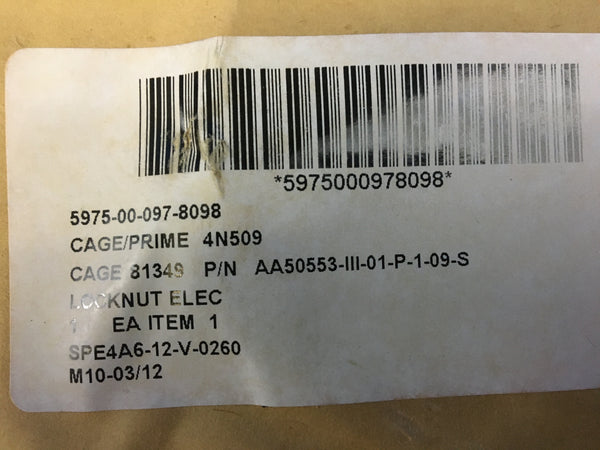 *5975000978098*
5975-00-097-8098
CAGE/PRIME 4N509
CAGE 81349 P/N AA50553-III-01-P-1-09-S
LOCKNUT ELEC
1 EA ITEM 1
SPE4A6-12-V-0260
M10-03/12